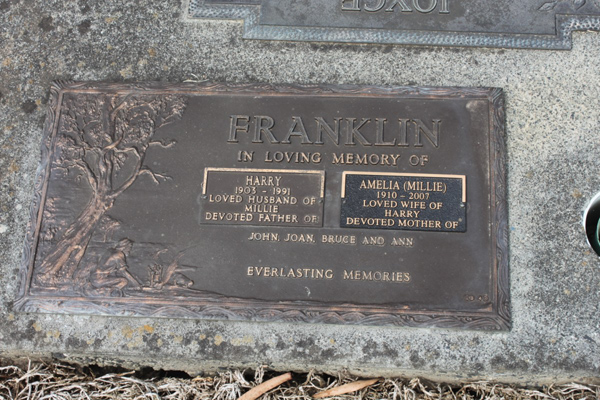 JOYCE
FRANKLIN
IN LOVING MEMORY OF
HARRY
1903 - 1991
LOVED HUSBAND OF
MILLIE
DEVOTED FATHER OF
AMELIA (MILLIE)
1910 - 2007
LOVED WIFE OF
HARRY
DEVOTED MOTHER OF
JOHN, JOAN, BRUCE AND ANN
EVERLASTING MEMORIES